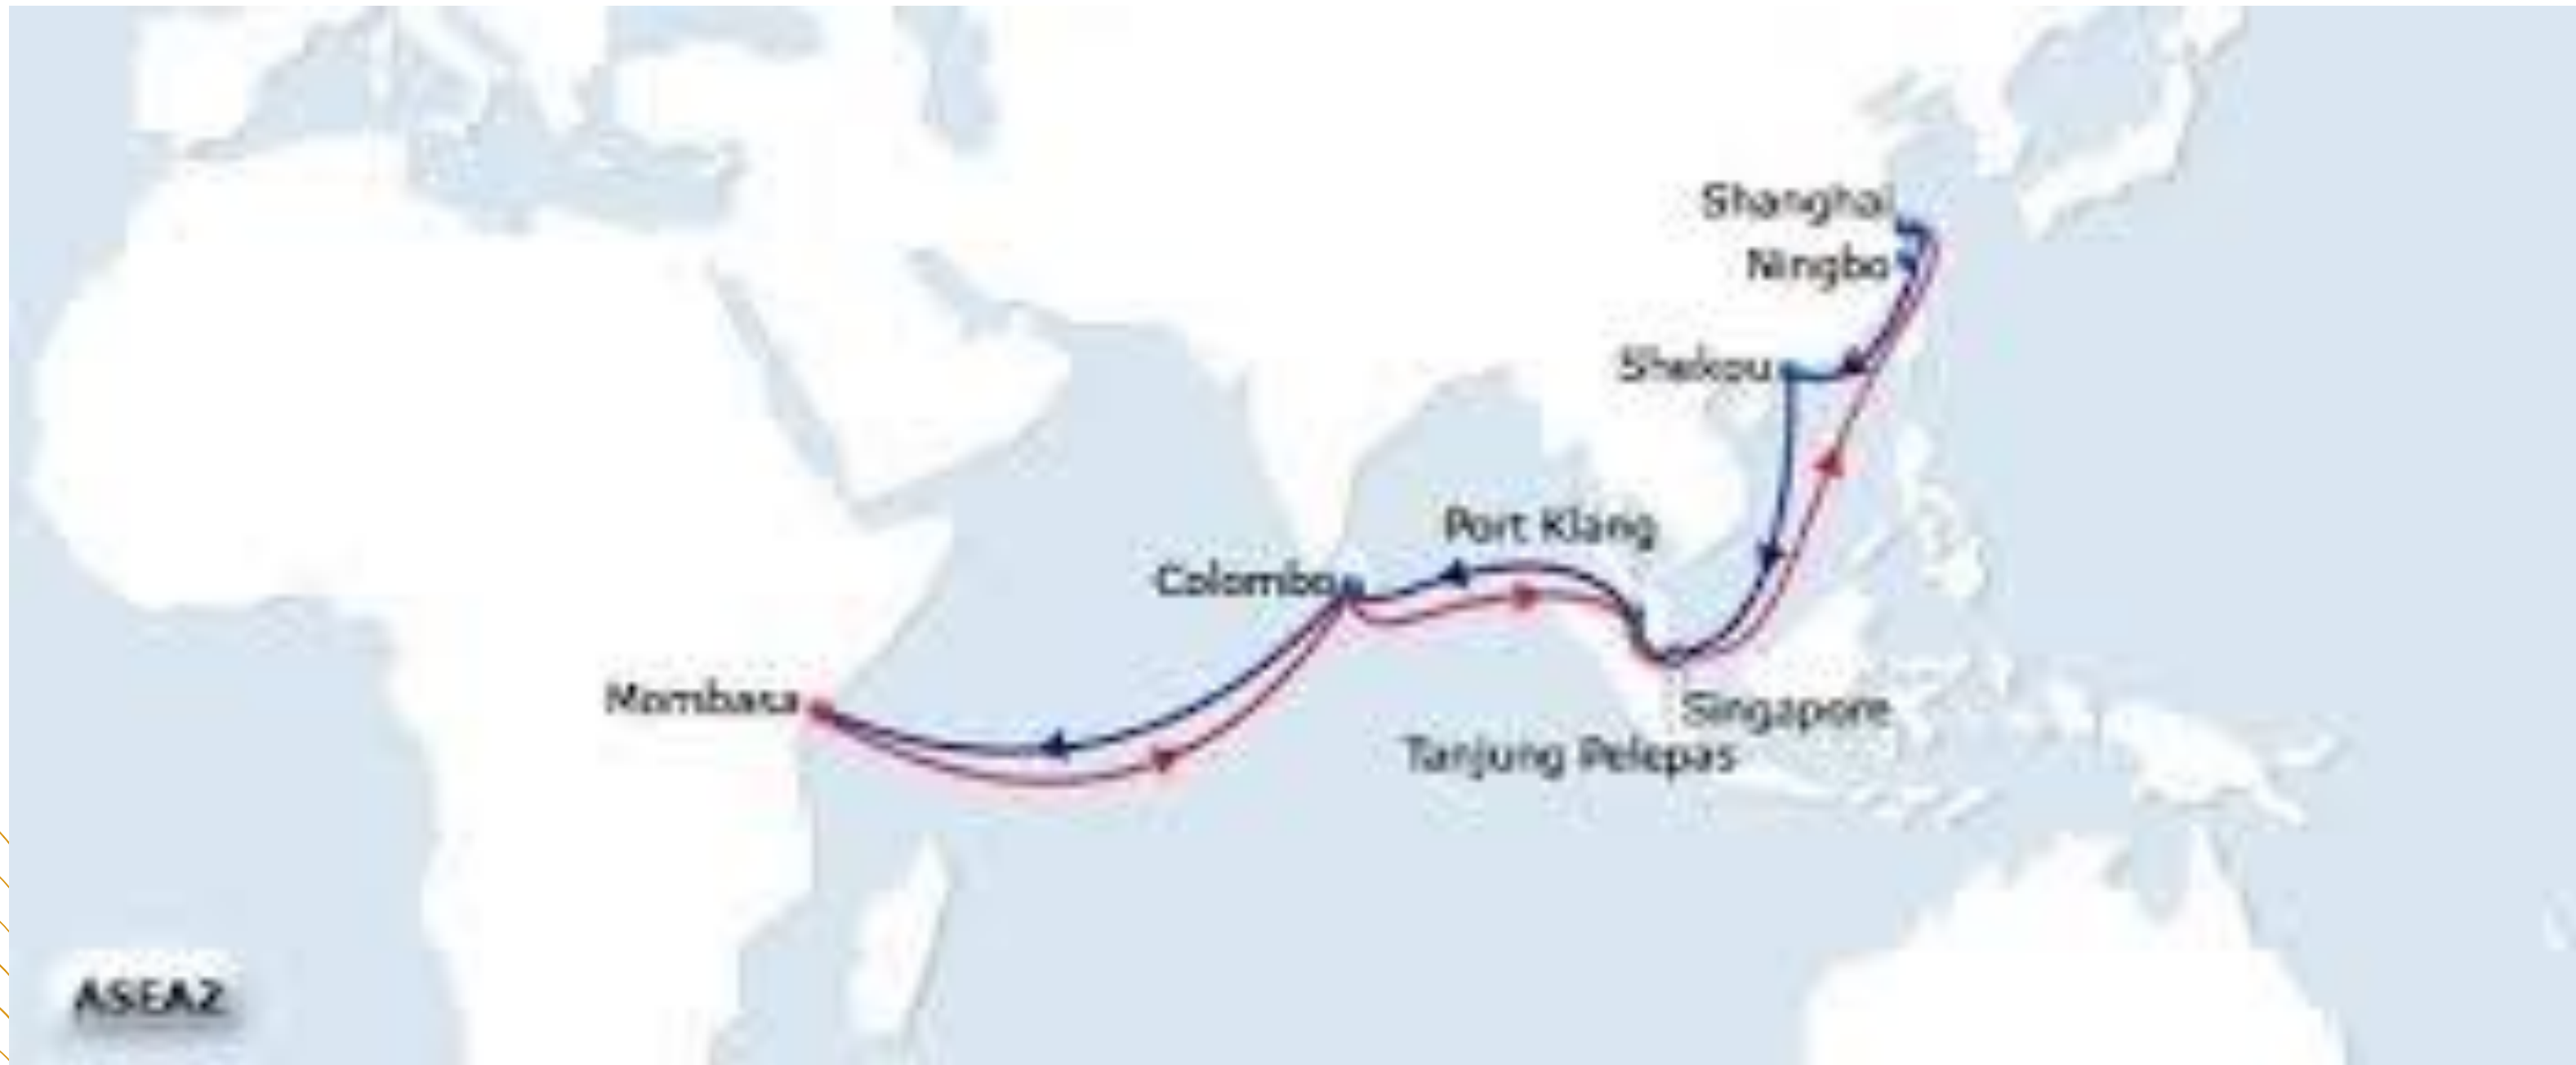 Shanghai
Ningbo
Shekou
Port Klang
Colombo
Mombasa
Singapore
Tanjung Pelepas
ASEA2